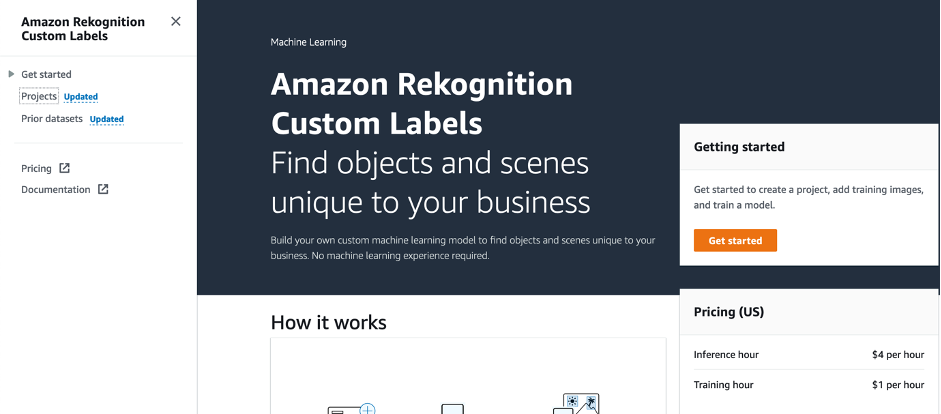 Amazon Rekognition
Custom Labels
Get started
Projects Updated
Prior datasets Updated
Pricing
Documentation
Machine Learning
Amazon Rekognition
Custom Labels
Find objects and scenes
unique to your business
Build your own custom machine learning model to find objects and scenes unique to your
business. No machine learning experience required.
Getting started
Get started to create a project, add training images,
and train a model.
Get started
How it works
Pricing (US)
Inference hour $4 per hour
Training hour $1 per hour